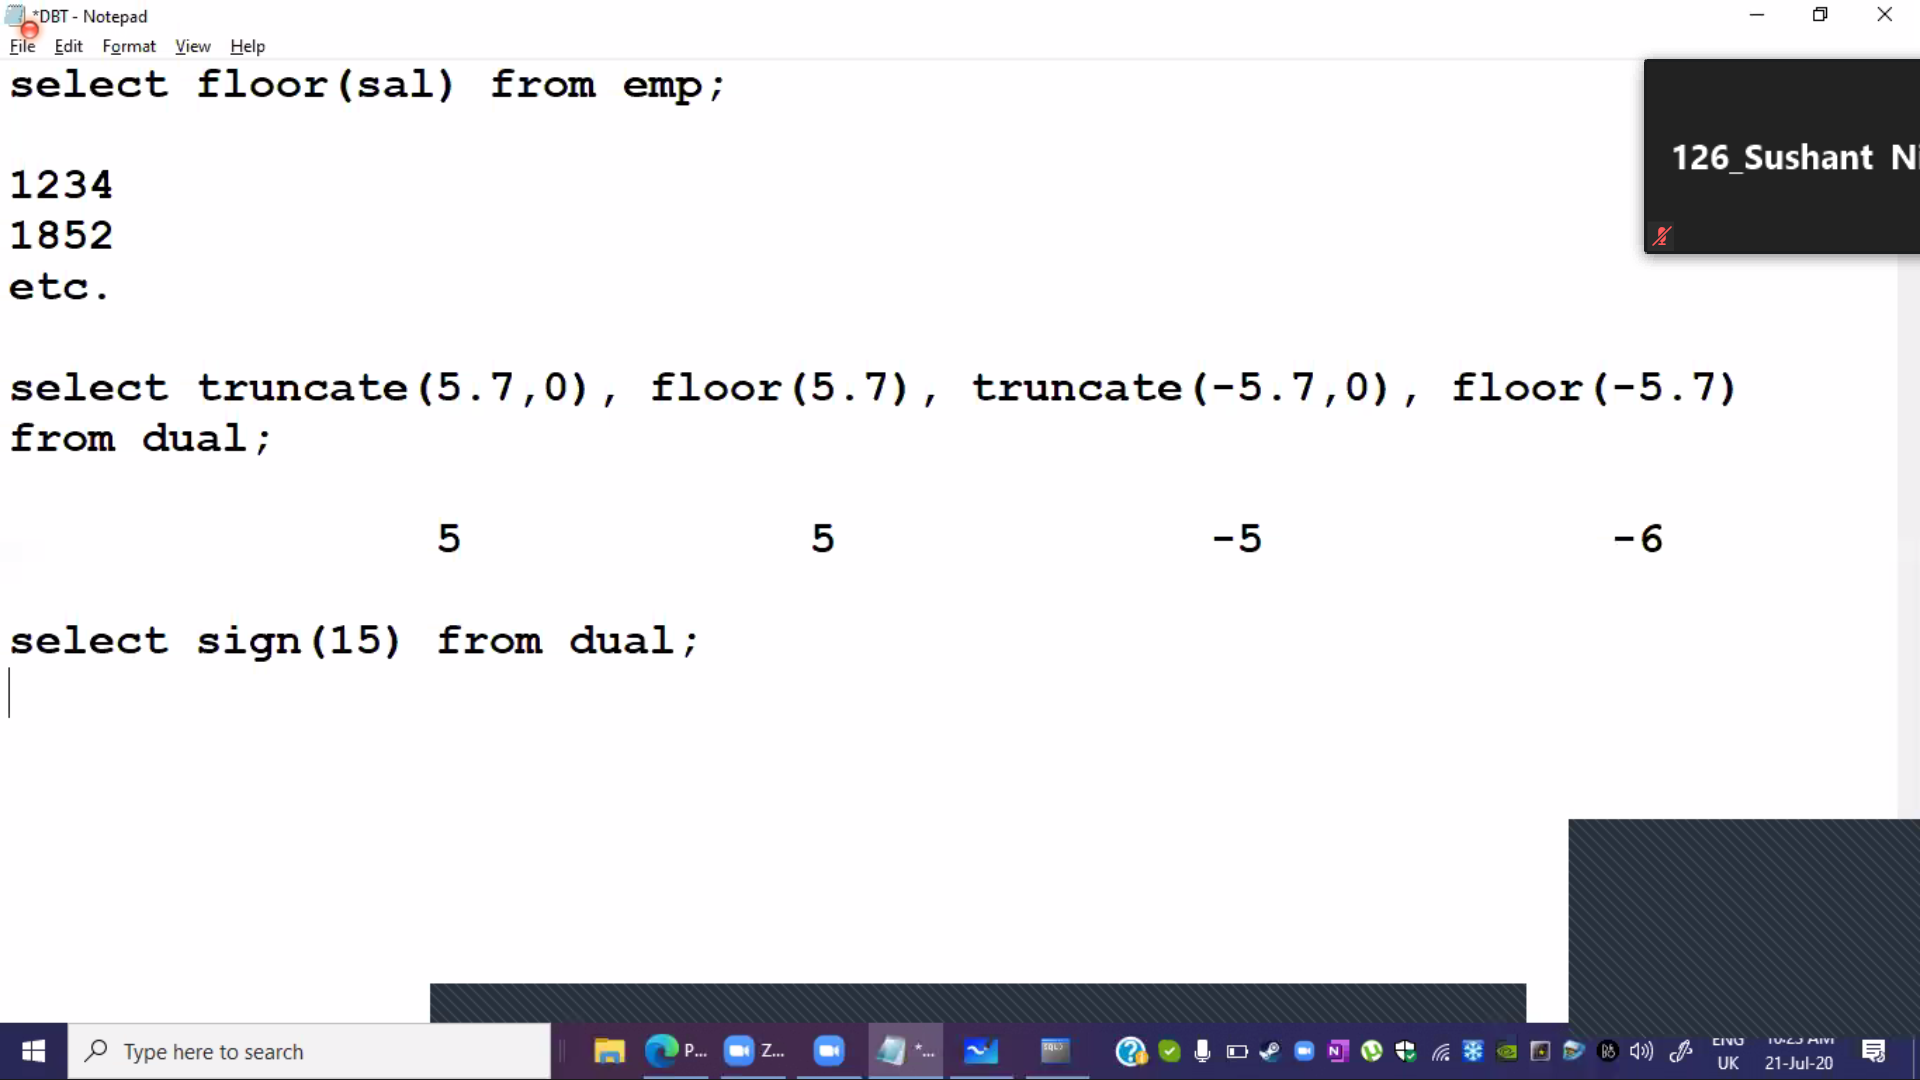 *DBT - Notepad
File Edit Format View Help
select floor(sal) from emp;
126_Sushant
1234
1852
etc.
select truncate(5.7,0), floor(5.7), truncate(-5.7,0), floor(-5.7)
from dual;
5 5 -5 -6
select sign(15) from dual;
Type here to search
P...
Z...
*...
SQL>
ENG
UK
21-Jul-20